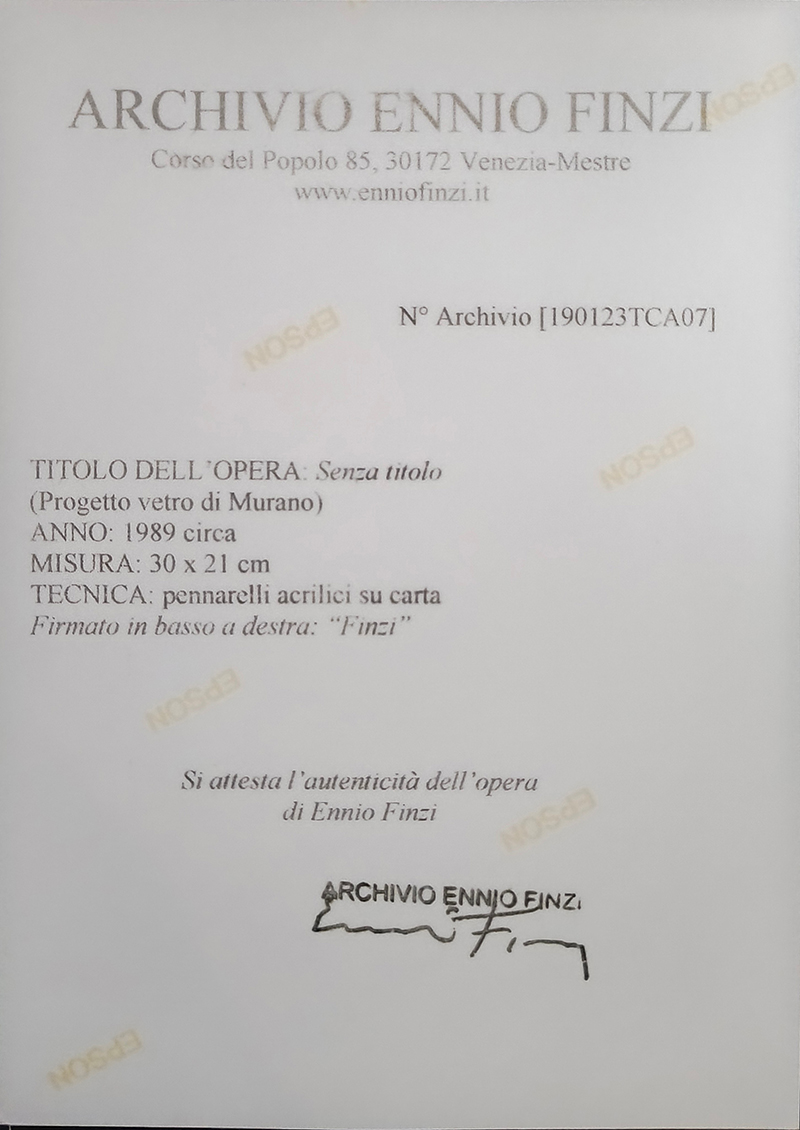 ARCHIVIO ENNIO FINZI
Corso del Popolo 85, 30172 Venezia-Mestre
www.enniofinzi.it
N° Archivio [190123TCA07]
TITOLO DELL'OPERA: Senza titolo
(Progetto vetro di Murano)
ANNO: 1989 circa
MISURA: 30 x 21 cm
TECNICA: pennarelli acrilici su carta
Firmato in basso a destra: “Finzi”
Si attesta l'autenticità dell'opera
di Ennio Finzi
ARCHIVIO ENNIO FINZI
Ennio Finzi
EPSON
EPSON
EPSON
EPSON
EPSON
EPSON